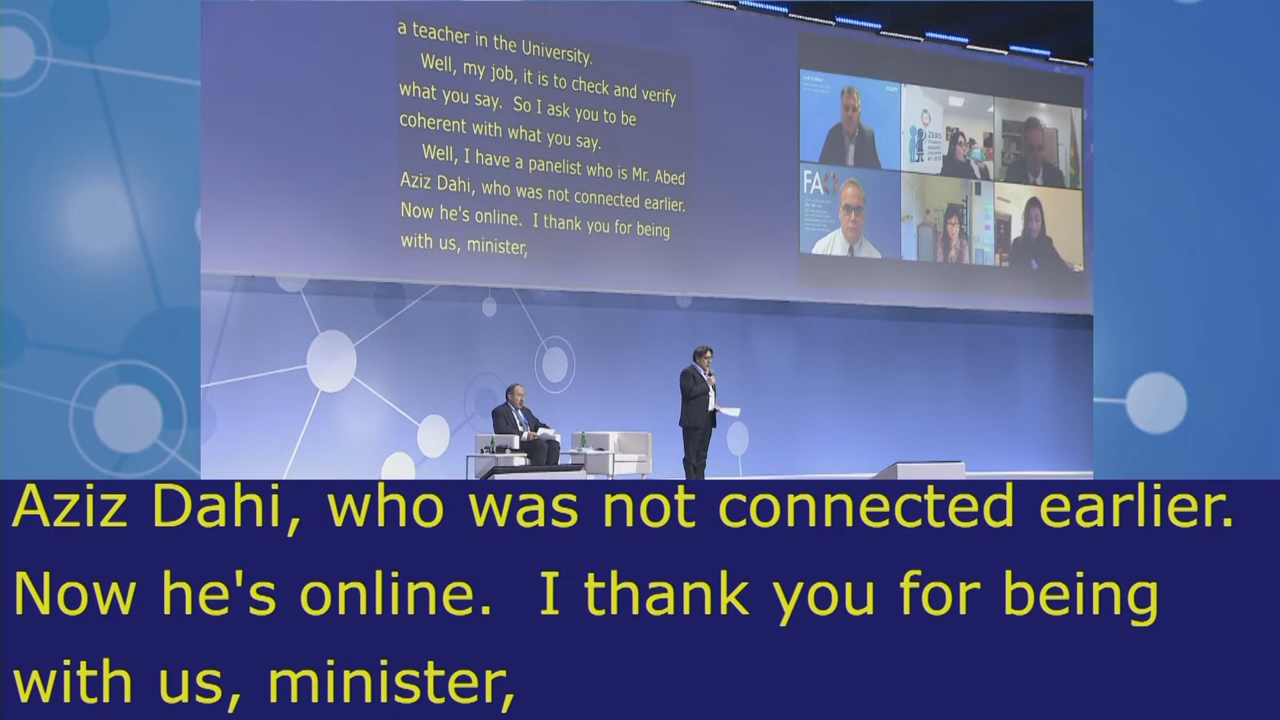 a teacher in the University.
Well, my job, it is to check and verify
what you say.  So I ask you to be
coherent with what you say.
Well, I have a panelist who is Mr. Abed
Aziz Dahi, who was not connected earlier.
Now he's online.  I thank you for being
with us, minister,
ZERO
FAO
Aziz Dahi, who was not connected earlier.
Now he's online.  I thank you for being
with us, minister,